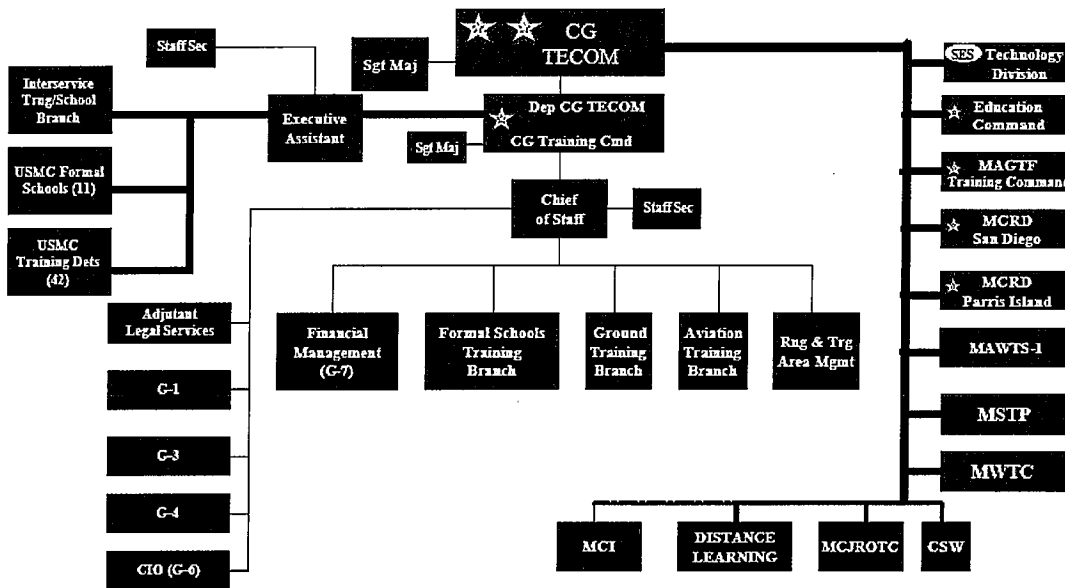 CG
TECOM
Staff Sec
Sgt Maj
SES Technology
Division
Interservice
Trng/School
Branch
Executive
Assistant
Dep CG TECOM
CG Training Cmd
Education
Command
Sgt Maj
USMC Formal
Schools (11)
MAGTF
Training Command
Chief
of Staff
Staff Sec
MCRD
San Diego
USMC
Training Dets
(42)
MCRD
Parris Island
Adjutant
Legal Services
Financial
Management
(G-7)
Formal Schools
Training
Branch
Ground
Training
Branch
Aviation
Training
Branch
Rng & Trg
Area Mgmt
MAWTS-1
G-1
MSTP
G-3
MWTC
G-4
MCI
DISTANCE
LEARNING
MCJROTC
CSW
CIO (G-6)